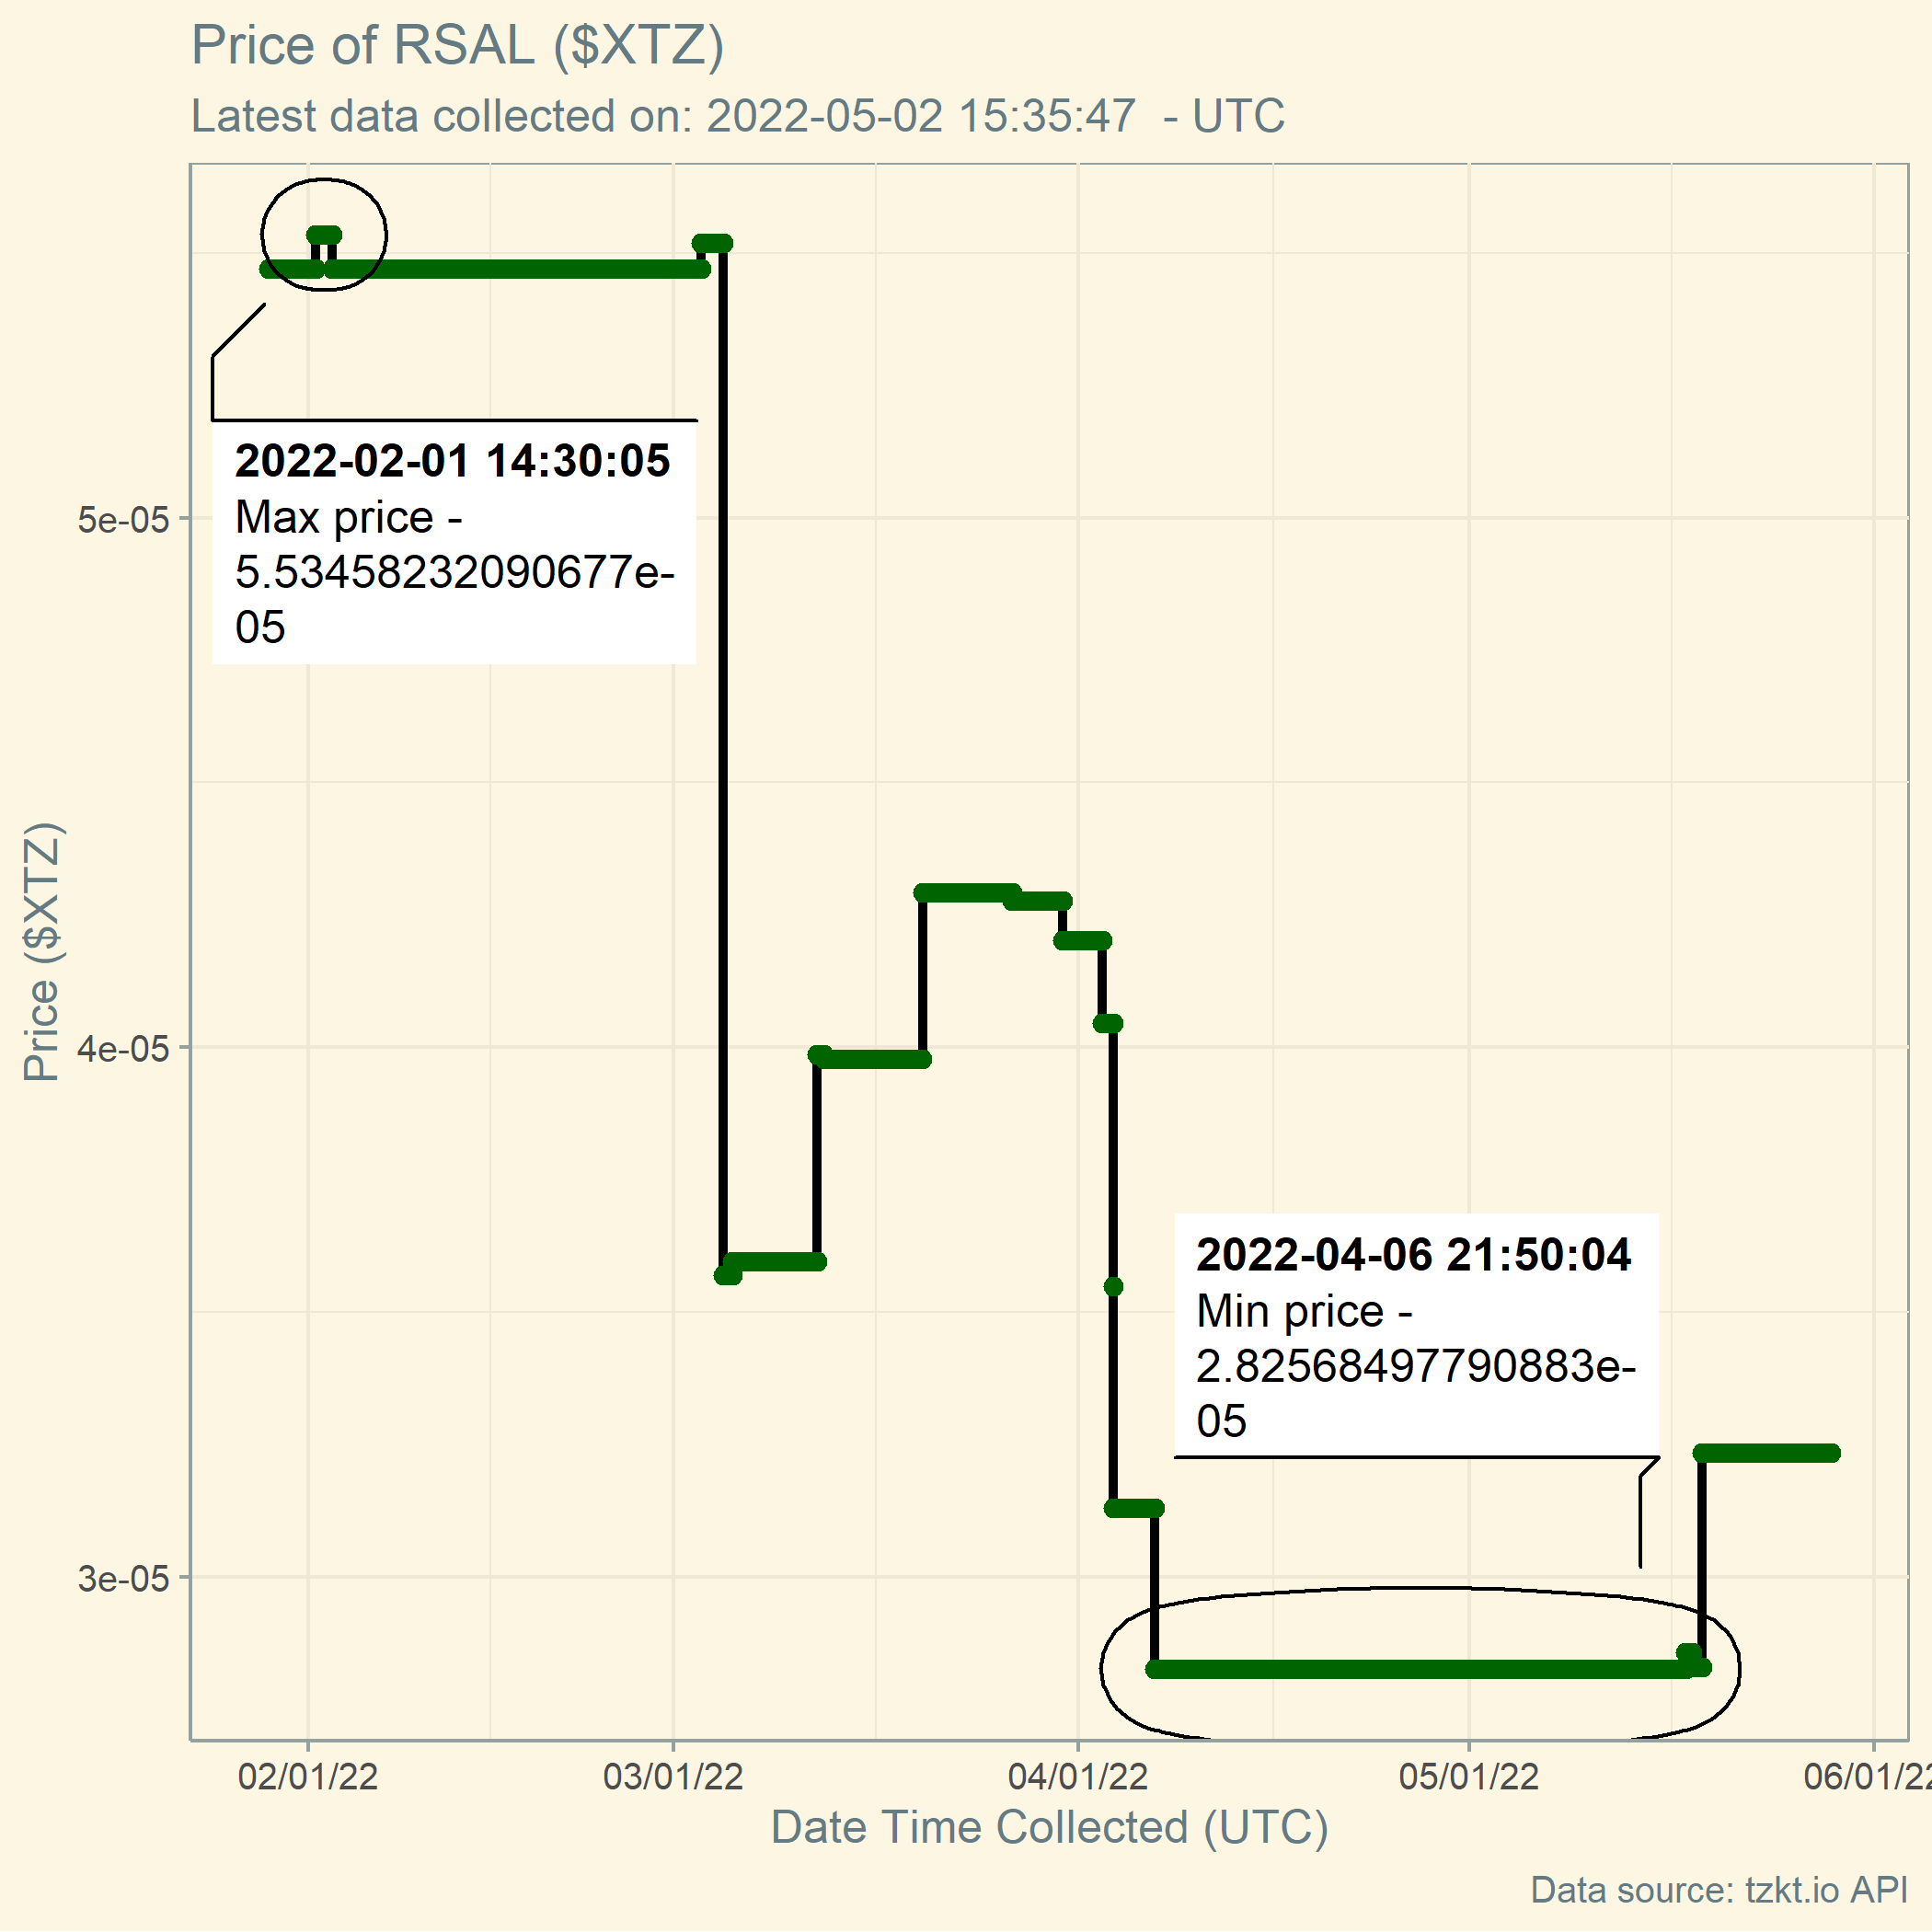 Price of RSAL ($XTZ)
Latest data collected on: 2022-05-02 15:35:47 - UTC
2022-02-01 14:30:05
Max price -
5.53458232090677e-
05
5e-05
4e-05
3e-05
Price ($XTZ)
2022-04-06 21:50:04
Min price -
2.82568497790883e-
05
02/01/22
03/01/22
04/01/22
05/01/22
06/01/22
Date Time Collected (UTC)
Data source: tzkt.io API